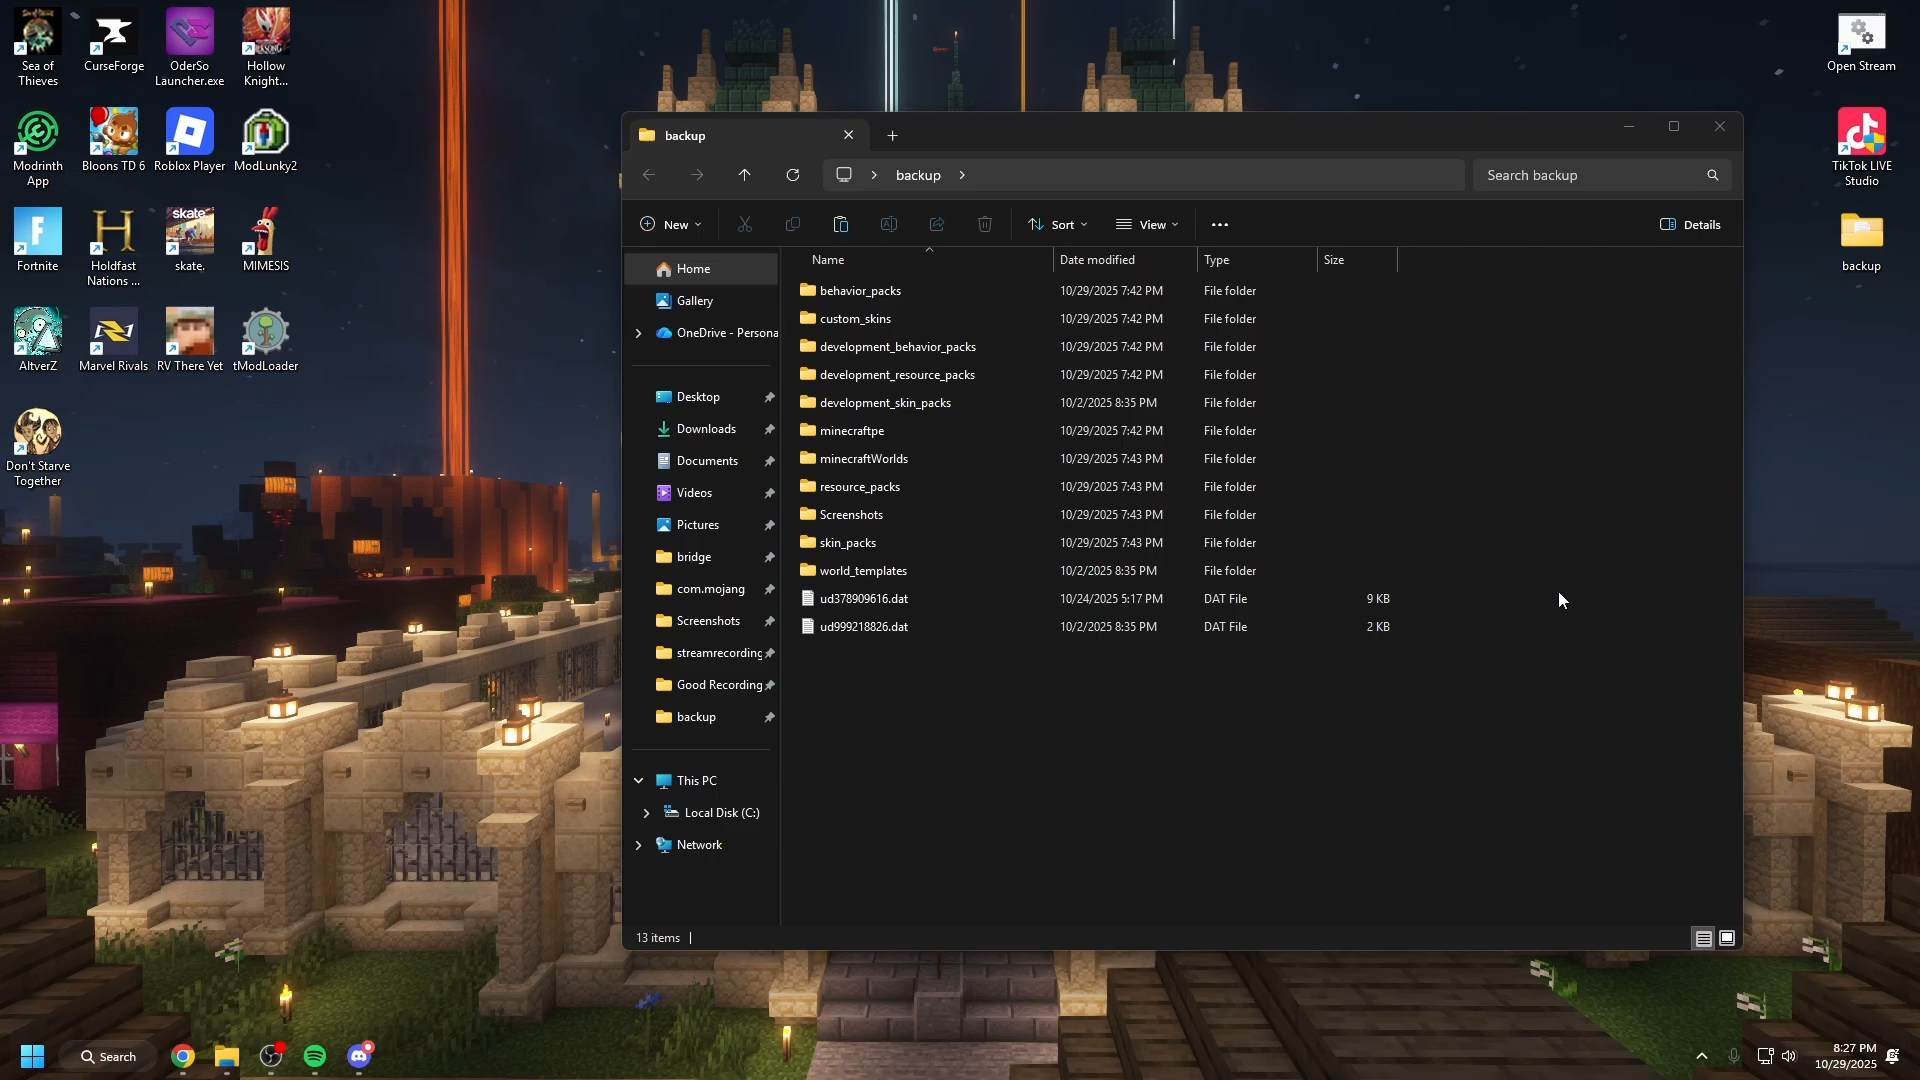 Sea of
Thieves
CurseForge
OderSo
Launcher.exe
Hollow
Knight...
Modrinth
App
Bloons TD 6
Roblox Player
ModLunky2
Fortnite
Holdfast
Nations ...
skate
skate.
MIMESIS
AltverZ
Marvel Rivals
RV There Yet
tModLoader
Don't Starve
Together
Open Stream
TikTok LIVE
Studio
backup
backup
backup
Search backup
New
Sort
View
Details
Name
Date modified
Type
Size
behavior_packs 10/29/2025 7:42 PM File folder
custom_skins 10/29/2025 7:42 PM File folder
development_behavior_packs 10/29/2025 7:42 PM File folder
development_resource_packs 10/29/2025 7:42 PM File folder
development_skin_packs 10/2/2025 8:35 PM File folder
minecraftpe 10/29/2025 7:42 PM File folder
minecraftWorlds 10/29/2025 7:43 PM File folder
resource_packs 10/29/2025 7:43 PM File folder
Screenshots 10/29/2025 7:43 PM File folder
skin_packs 10/29/2025 7:43 PM File folder
world_templates 10/2/2025 8:35 PM File folder
ud378909616.dat 10/24/2025 5:17 PM DAT File 9 KB
ud999218826.dat 10/2/2025 8:35 PM DAT File 2 KB
Home
Gallery
OneDrive - Persona
Desktop
Downloads
Documents
Videos
Pictures
bridge
com.mojang
Screenshots
streamrecording
Good Recording
backup
This PC
Local Disk (C:)
Network
13 items
Search
8:27 PM
10/29/2025